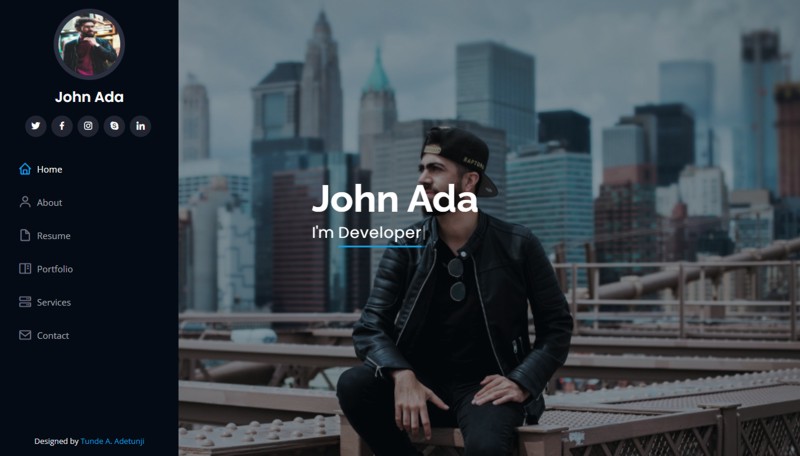 John Ada
Home
About
Resume
Portfolio
Services
Contact
Designed by Tunde A. Adetunji
John Ada
I'm Developer